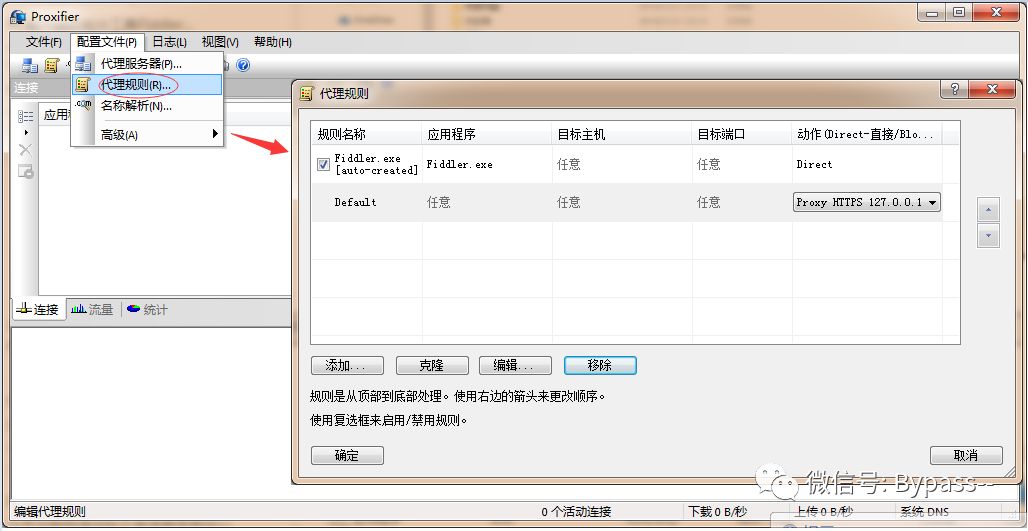 Proxifier
文件(F) 配置文件(P) 日志(L) 视图(V) 帮助(H)
代理服务器(P)...
代理规则(R)...
名称解析(N)...
高级(A)
连接
应用
代理规则
规则名称 应用程序 目标主机 目标端口 动作(Direct-直接/Blo...
Fiddler.exe
[auto-created] Fiddler.exe 任意 任意 Direct
Default 任意 任意 任意 Proxy HTTPS 127.0.0.1
连接 流量 统计
添加... 克隆 编辑... 移除
规则是从顶部到底部处理。使用右边的箭头来更改顺序。
使用复选框来启用/禁用规则。
确定 取消
微信号: Bypass--
编辑代理规则 0 个活动连接 下载 0 B/秒 上传 0 B/秒 系统 DNS